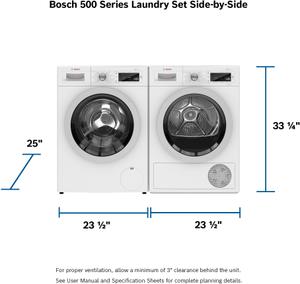 Bosch 500 Series Laundry Set Side-by-Side
33 ¼"
25"
23 ½"
23 ½"
For proper ventilation, allow a minimum of 3" clearance behind the unit.
See User Manual and Specification Sheets for complete planning details.